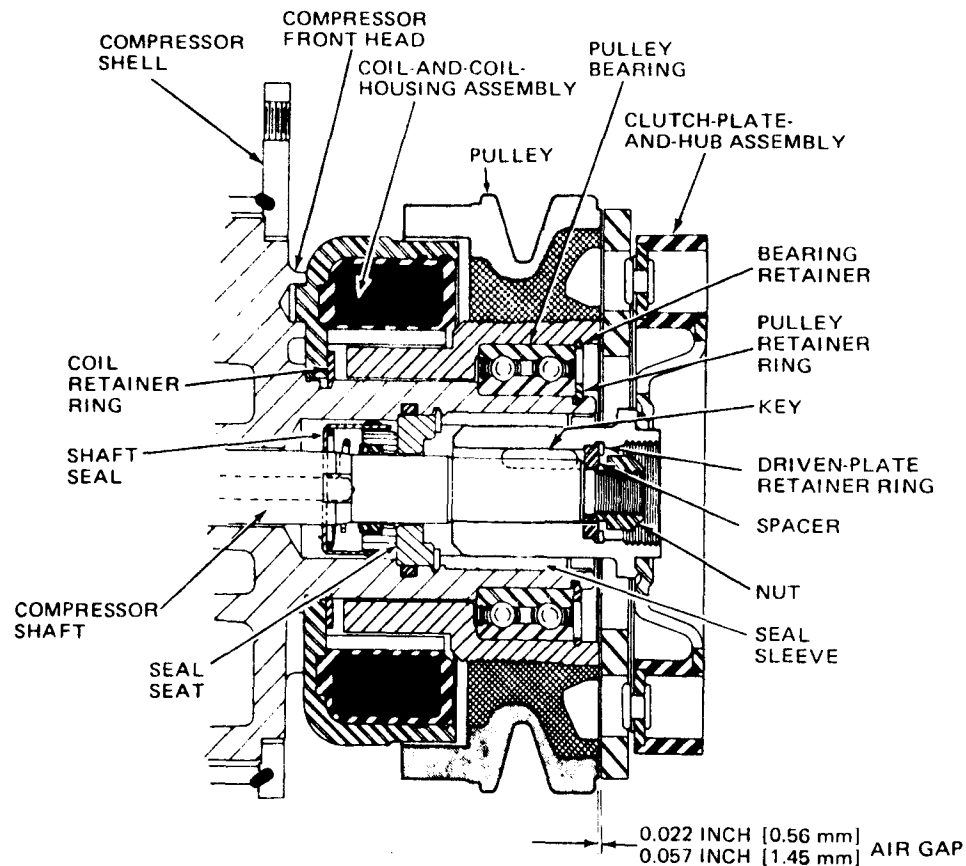 COMPRESSOR
FRONT HEAD
COMPRESSOR
SHELL
COIL-AND-COIL-
HOUSING ASSEMBLY
PULLEY
BEARING
PULLEY
CLUTCH-PLATE-
AND-HUB ASSEMBLY
BEARING
RETAINER
PULLEY
RETAINER
RING
KEY
DRIVEN-PLATE
RETAINER RING
SPACER
NUT
SEAL
SLEEVE
COIL
RETAINER
RING
SHAFT
SEAL
COMPRESSOR
SHAFT
SEAL
SEAT
0.022 INCH [0.56 mm]
0.057 INCH [1.45 mm] AIR GAP